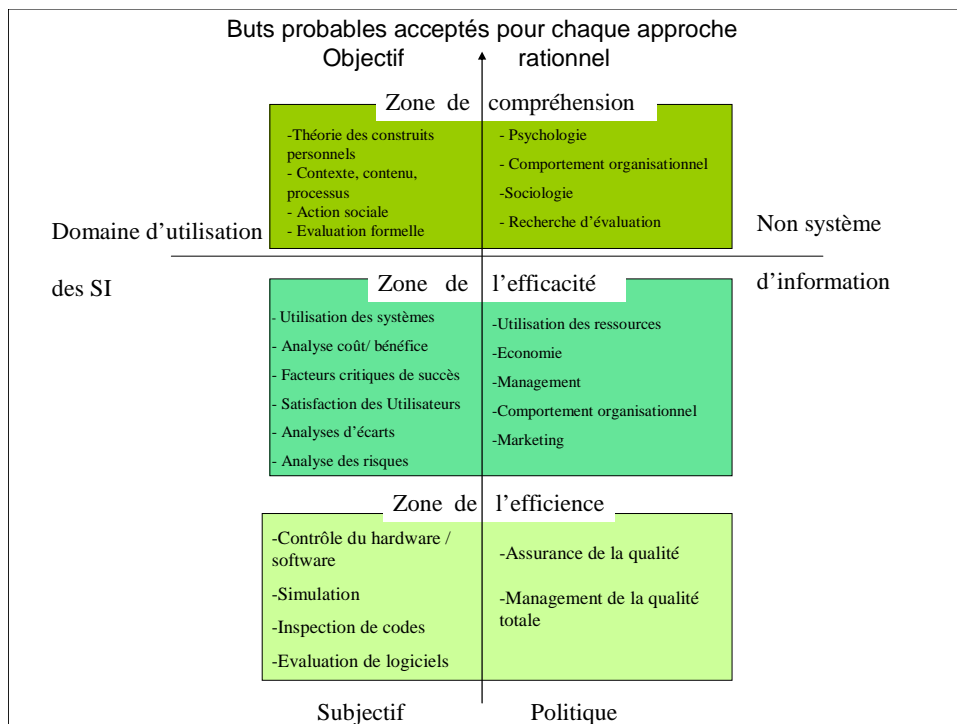 Buts probables acceptés pour chaque approche
Objectif rationnel
Zone de compréhension
-Théorie des construits
personnels
- Contexte, contenu,
processus
- Action sociale
- Evaluation formelle
- Psychologie
- Comportement organisationnel
-Sociologie
- Recherche d'évaluation
Domaine d'utilisation
des SI
Non système
d'information
Zone de l'efficacité
- Utilisation des systèmes
- Analyse coût/ bénéfice
- Facteurs critiques de succès
- Satisfaction des Utilisateurs
- Analyses d'écarts
- Analyse des risques
-Utilisation des ressources
-Economie
-Management
-Comportement organisationnel
-Marketing
Zone de l'efficience
-Contrôle du hardware /
software
-Simulation
-Inspection de codes
-Evaluation de logiciels
-Assurance de la qualité
-Management de la qualité
totale
Subjectif Politique